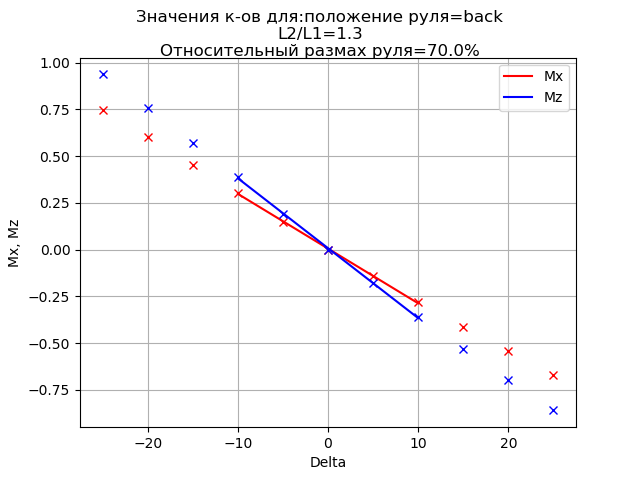 Значения к-ов для:положение руля=back
L2/L1=1.3
Относительный размах руля=70.0%
1.00
0.75
0.50
0.25
0.00
−0.25
−0.50
−0.75
Mx, Mz
Mx
Mz
−20
−10
0
10
20
Delta